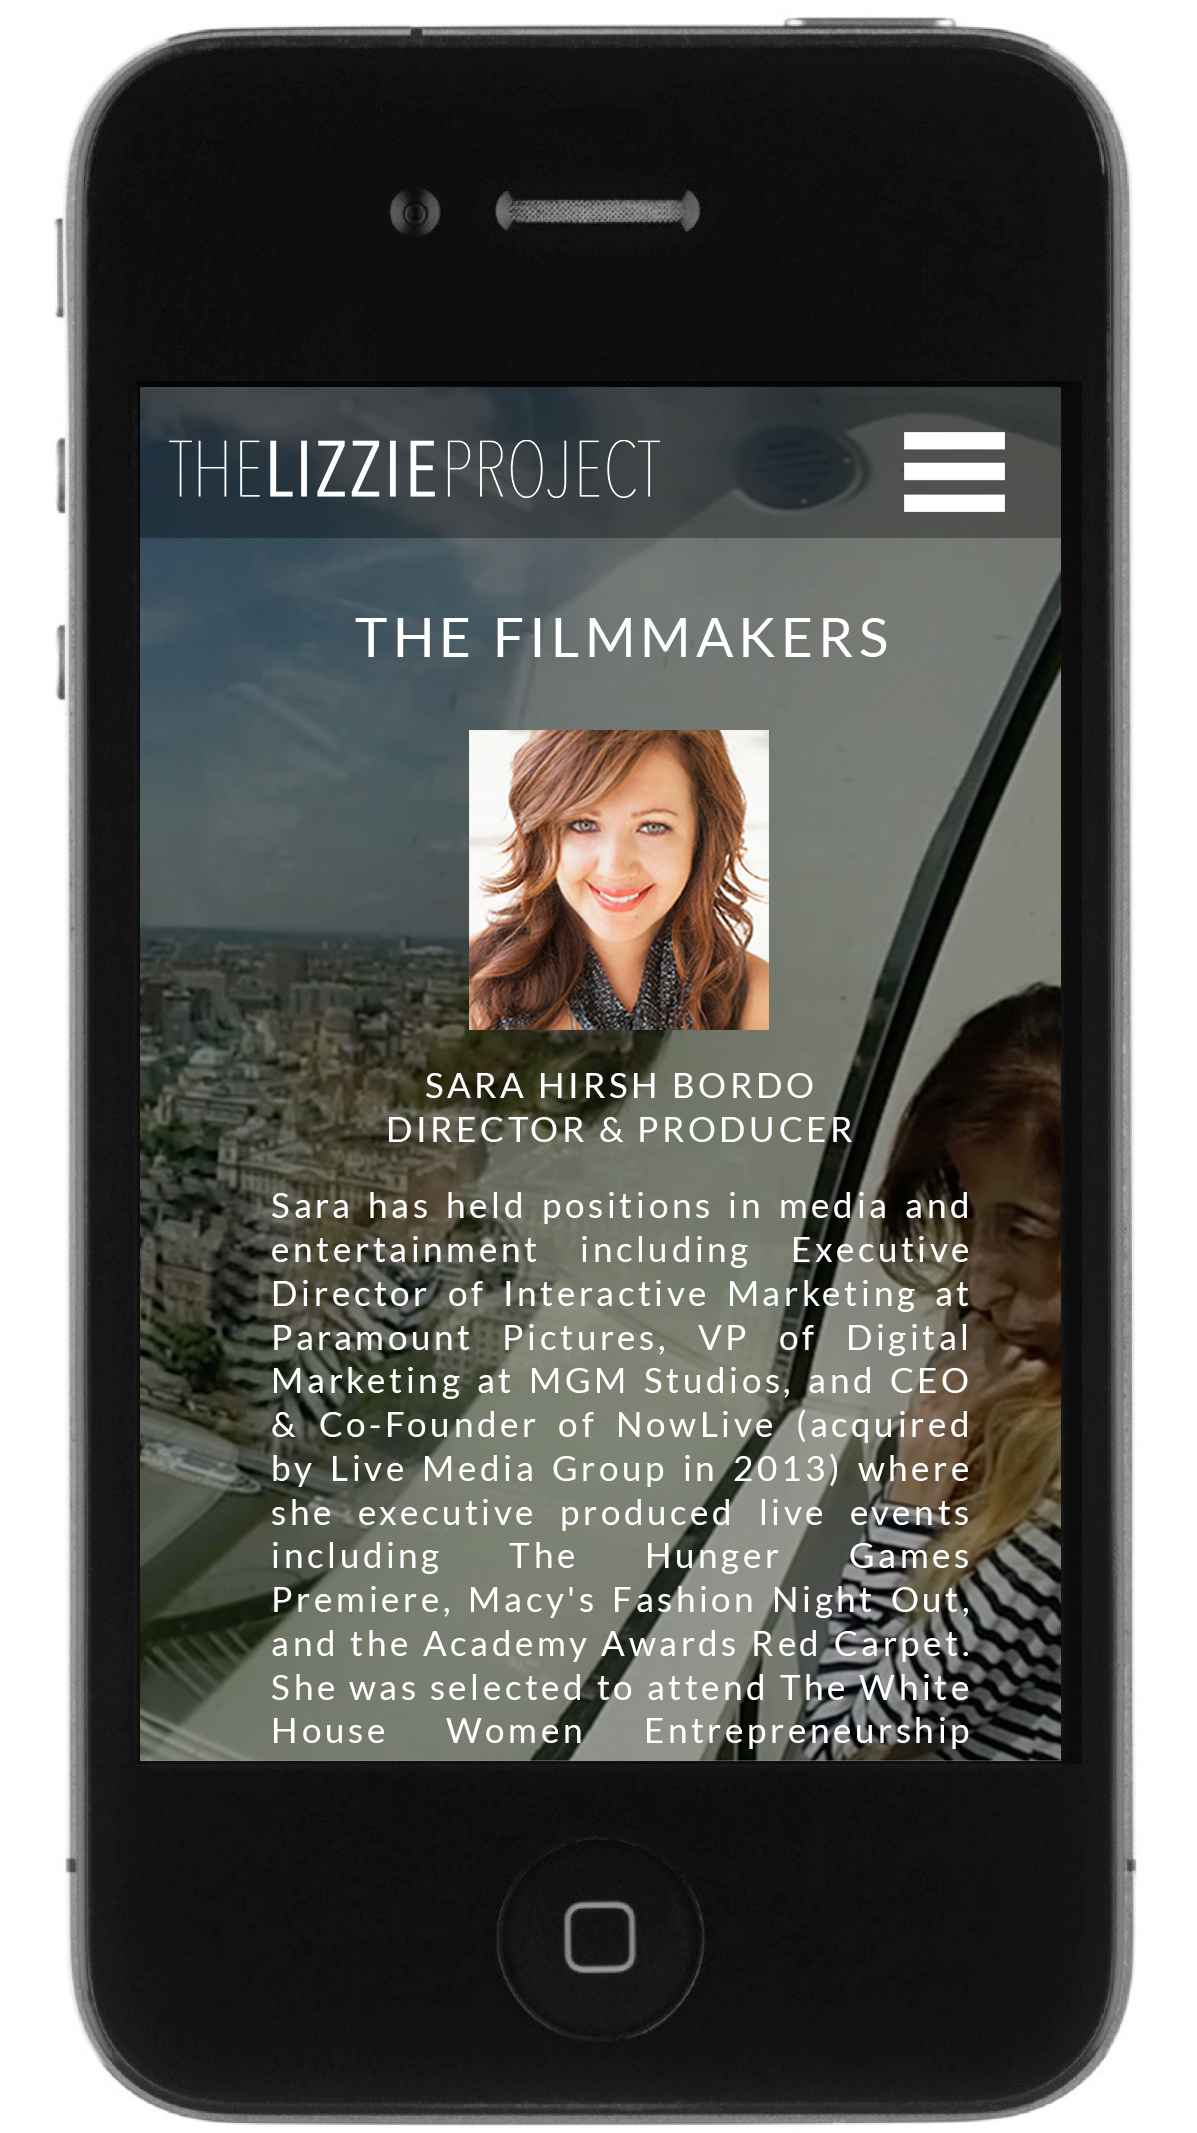 THELIZZIEPROJECT
THE FILMMAKERS
SARA HIRSH BORDO
DIRECTOR & PRODUCER
Sara has held positions in media and
entertainment including Executive
Director of Interactive Marketing at
Paramount Pictures, VP of Digital
Marketing at MGM Studios, and CEO
& Co-Founder of NowLive (acquired
by Live Media Group in 2013) where
she executive produced live events
including The Hunger Games
Premiere, Macy's Fashion Night Out,
and the Academy Awards Red Carpet.
She was selected to attend The White
House Women Entrepreneurship